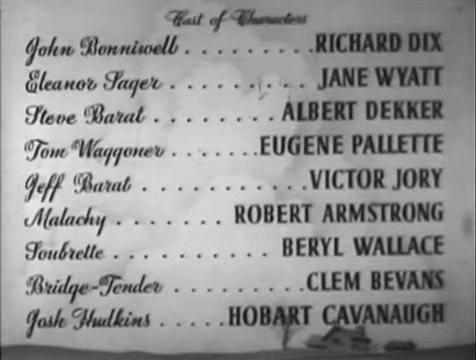 Cast of Characters
John Bonniwell . . . . . . . . . RICHARD DIX
Eleanor Sager . . . . . . . . . . JANE WYATT
Steve Barat . . . . . . . . ALBERT DEKKER
Tom Waggoner . . . . . . . EUGENE PALLETTE
Jeff Barat . . . . . . . . . . . VICTOR JORY
Malachy . . . . . . . ROBERT ARMSTRONG
Soubrette . . . . . . . . . . BERYL WALLACE
Bridge-Tender . . . . . . . . . CLEM BEVANS
Josh Hudkins . . . . . HOBART CAVANAUGH